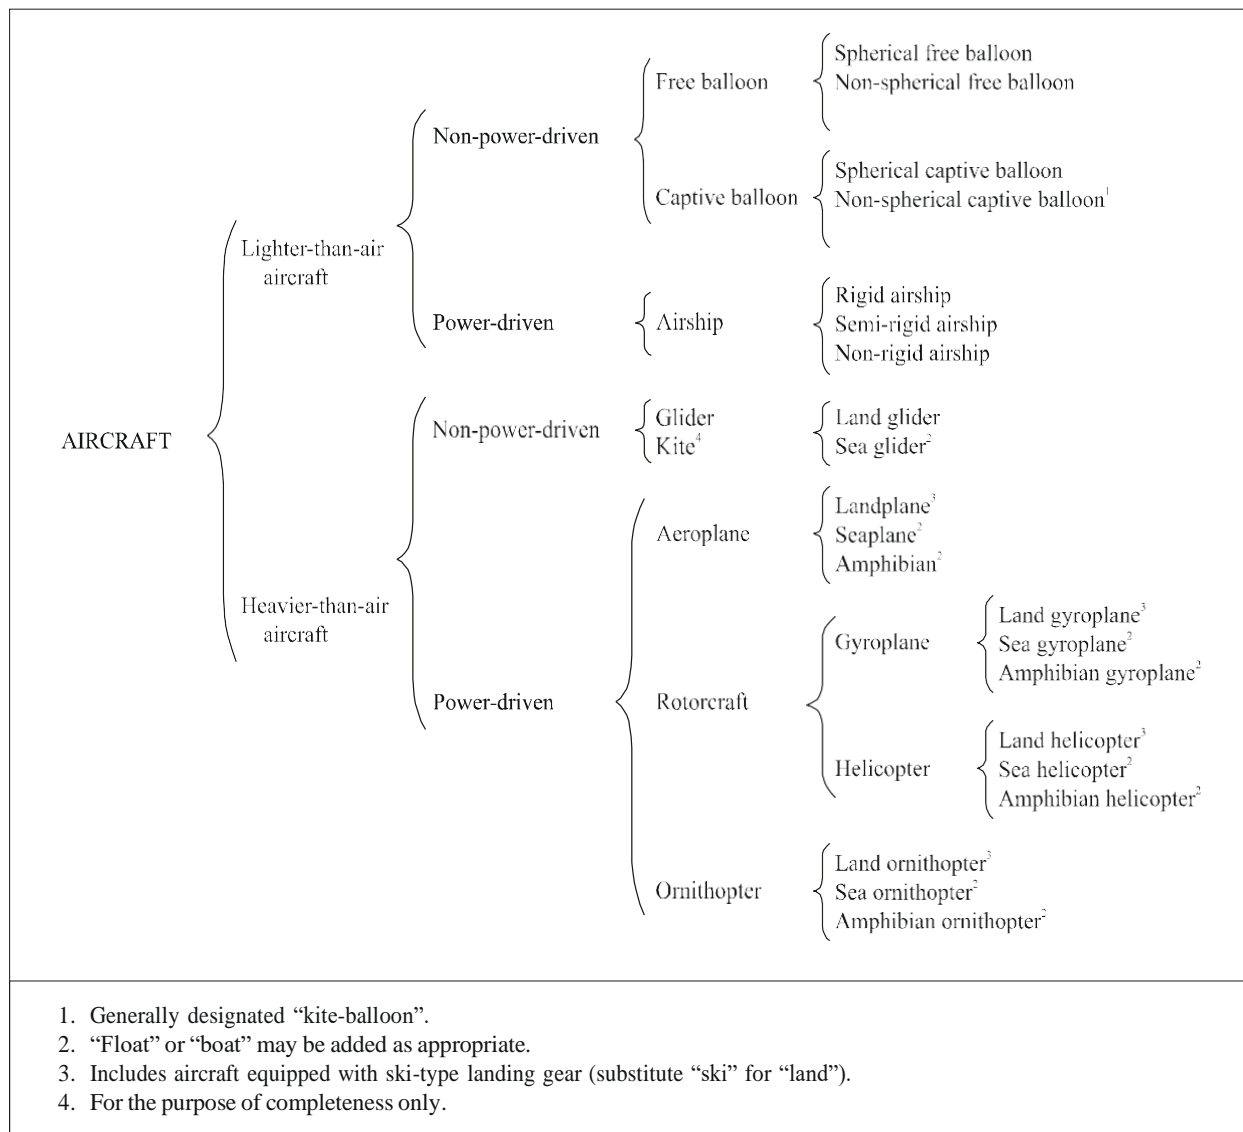 AIRCRAFT
Lighter-than-air
aircraft
Non-power-driven
Free balloon
Spherical free balloon
Non-spherical free balloon
Captive balloon
Spherical captive balloon
Non-spherical captive balloon¹
Power-driven
Airship
Rigid airship
Semi-rigid airship
Non-rigid airship
Heavier-than-air
aircraft
Non-power-driven
Glider
Kite⁴
Land glider
Sea glider²
Power-driven
Aeroplane
Landplane³
Seaplane²
Amphibian²
Rotorcraft
Gyroplane
Land gyroplane³
Sea gyroplane²
Amphibian gyroplane²
Helicopter
Land helicopter³
Sea helicopter²
Amphibian helicopter²
Ornithopter
Land ornithopter³
Sea ornithopter²
Amphibian ornithopter²
1. Generally designated “kite-balloon”.
2. “Float” or “boat” may be added as appropriate.
3. Includes aircraft equipped with ski-type landing gear (substitute “ski” for “land”).
4. For the purpose of completeness only.